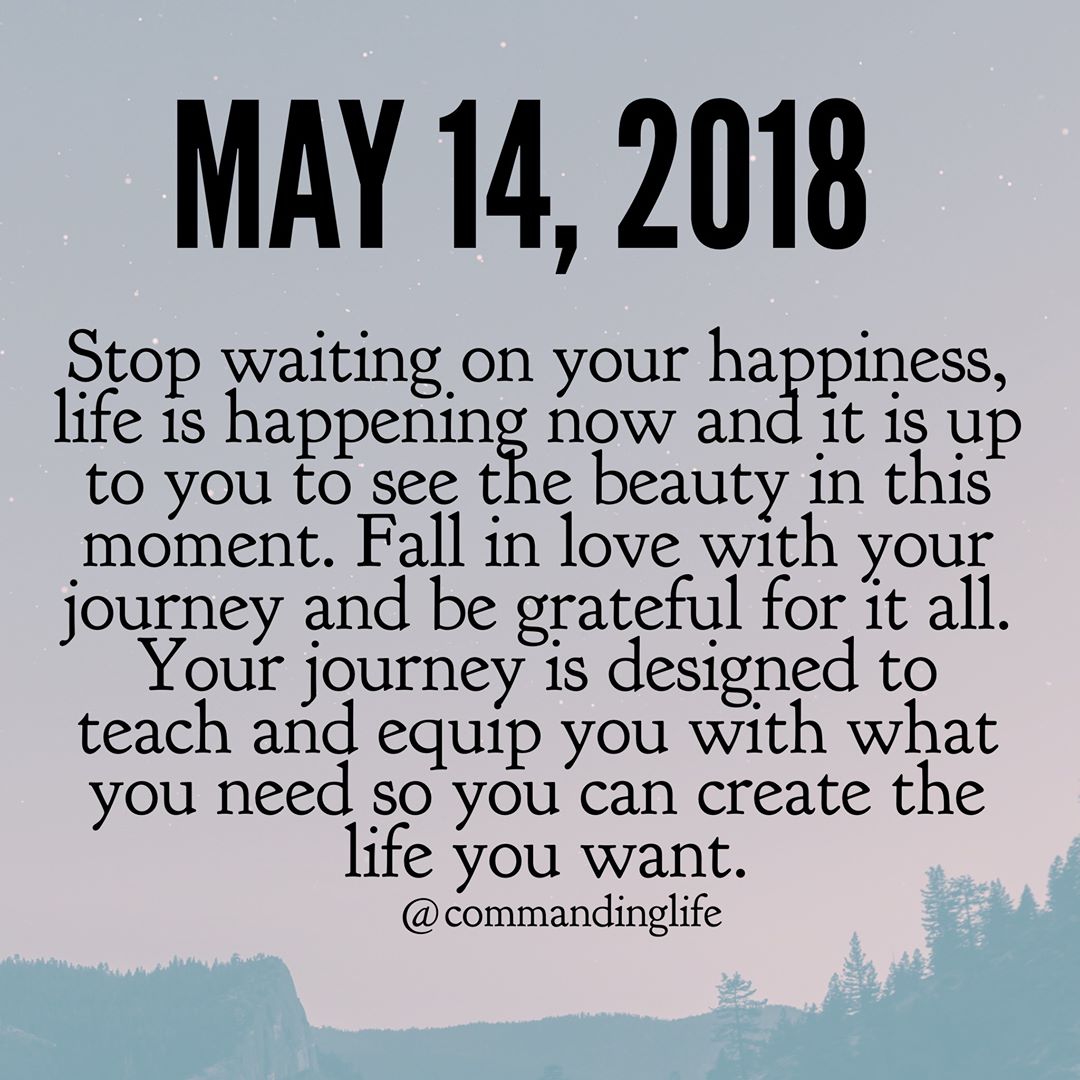 MAY 14, 2018
Stop waiting on your happiness,
life is happening now and it is up
to you to see the beauty in this
moment. Fall in love with your
journey and be grateful for it all.
Your journey is designed to
teach and equip you with what
you need so you can create the
life you want.
@commandinglife